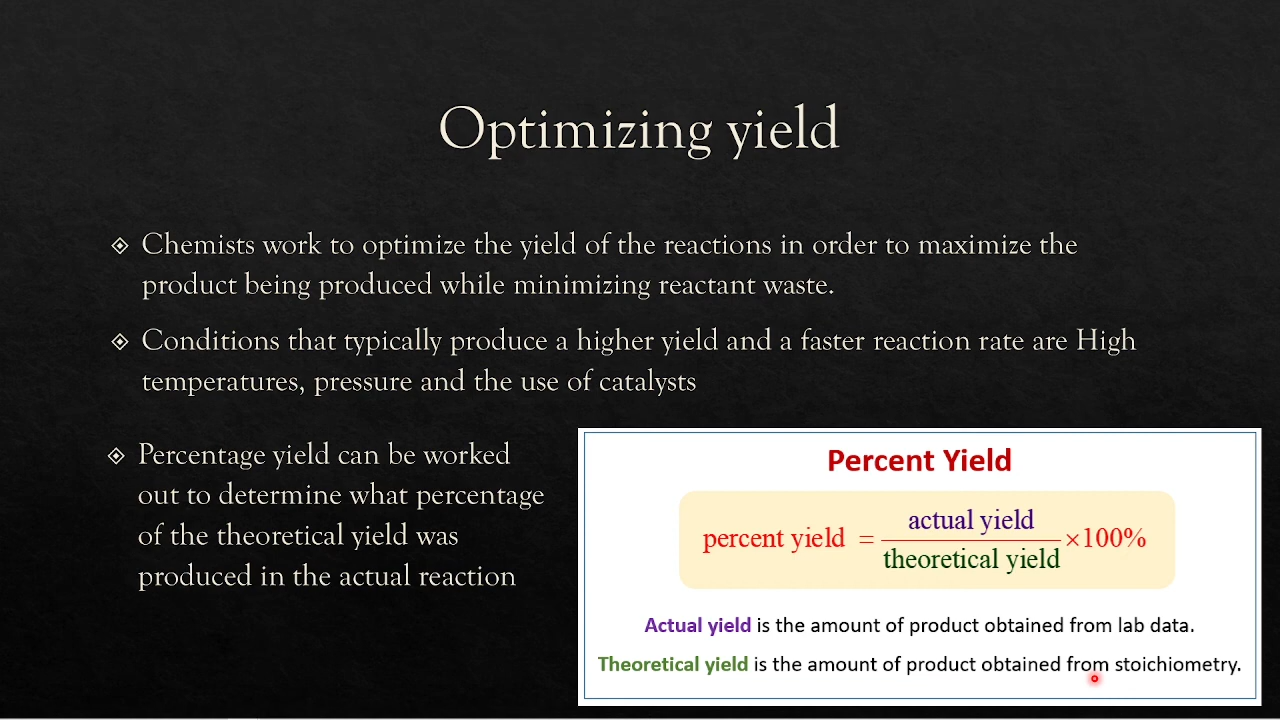 Optimizing yield
Chemists work to optimize the yield of the reactions in order to maximize the
product being produced while minimizing reactant waste.
Conditions that typically produce a higher yield and a faster reaction rate are High
temperatures, pressure and the use of catalysts
Percentage yield can be worked
out to determine what percentage
of the theoretical yield was
produced in the actual reaction
Percent Yield
percent yield = actual yield / theoretical yield ×100%
Actual yield is the amount of product obtained from lab data.
Theoretical yield is the amount of product obtained from stoichiometry.